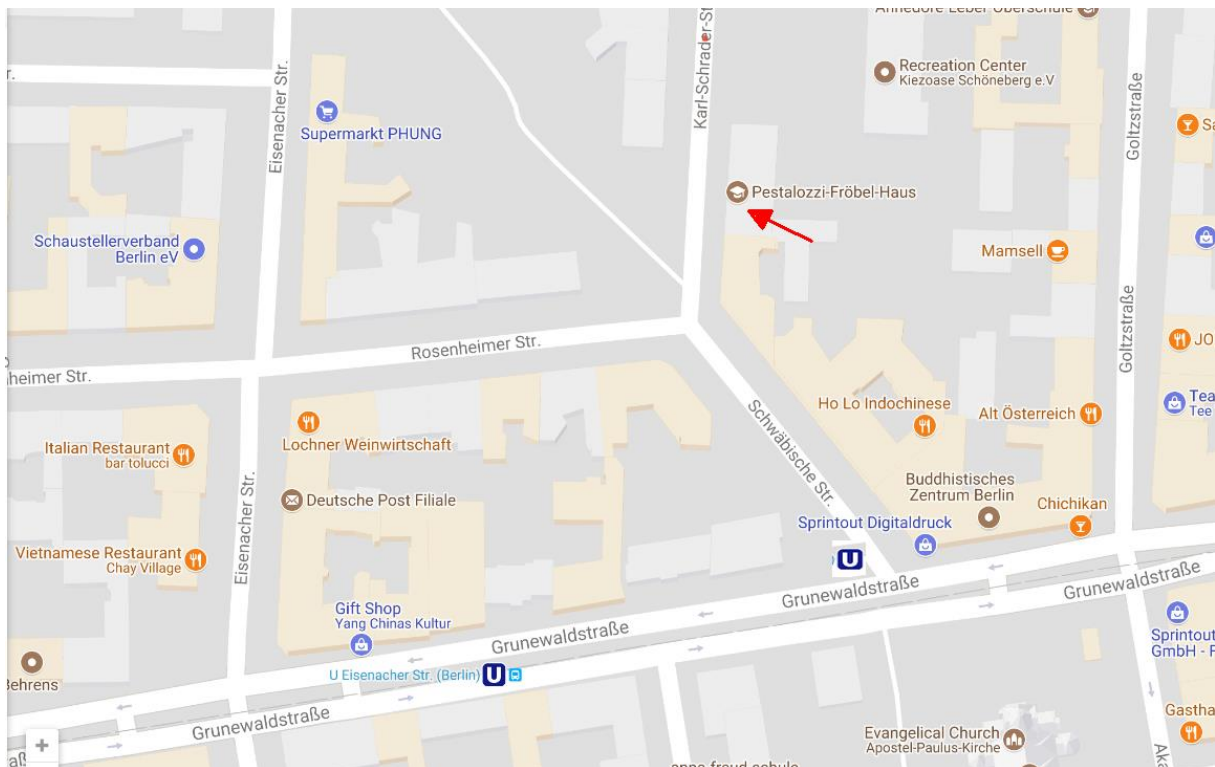 Annedore-Leber-Oberschule
Karl-Schrader-St
Recreation Center
Kiezoase Schöneberg e.V
r.
Eisenacher Str.
Goltzstraße
Supermarkt PHUNG
Sa
Pestalozzi-Fröbel-Haus
Schaustellerverband
Berlin eV
Mamsell
Goltzstraße
Rosenheimer Str.
JO
heimer Str.
Tea
Tee
Ho Lo Indochinese
Alt Österreich
Schwäbische Str.
Lochner Weinwirtschaft
Italian Restaurant
bar tolucci
Eisenacher Str.
Deutsche Post Filiale
Buddhistisches
Zentrum Berlin
Chichikan
Sprintout Digitaldruck
Vietnamese Restaurant
Chay Village
U
Grunewaldstraße
Grunewaldstraße
Gift Shop
Yang Chinas Kultur
Grunewaldstraße
Sprintout
GmbH - F
Behrens
U Eisenacher Str. (Berlin)
U
Grunewaldstraße
Gastha
Evangelical Church
Apostel-Paulus-Kirche
aß
+
Aka
anna freud schule